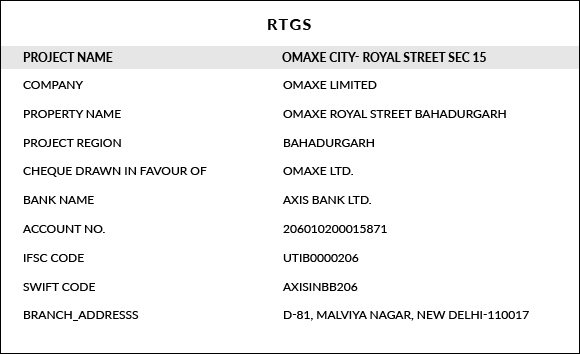 RTGS
PROJECT NAME OMAXE CITY- ROYAL STREET SEC 15
COMPANY OMAXE LIMITED
PROPERTY NAME OMAXE ROYAL STREET BAHADURGARH
PROJECT REGION BAHADURGARH
CHEQUE DRAWN IN FAVOUR OF OMAXE LTD.
BANK NAME AXIS BANK LTD.
ACCOUNT NO. 206010200015871
IFSC CODE UTIB0000206
SWIFT CODE AXISINBB206
BRANCH_ADDRESSS D-81, MALVIYA NAGAR, NEW DELHI-110017